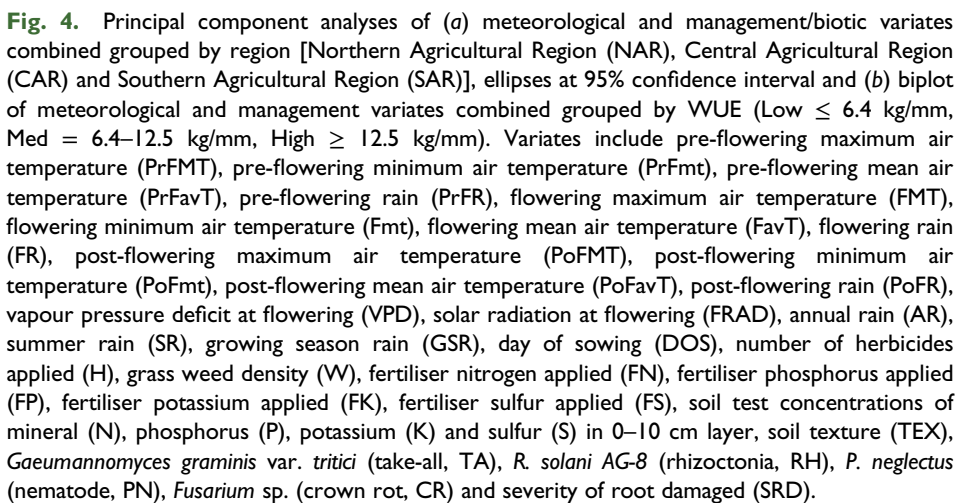 Fig. 4. Principal component analyses of (a) meteorological and management/biotic variates
combined grouped by region [Northern Agricultural Region (NAR), Central Agricultural Region
(CAR) and Southern Agricultural Region (SAR)], ellipses at 95% confidence interval and (b) biplot
of meteorological and management variates combined grouped by WUE (Low ≤ 6.4 kg/mm,
Med = 6.4–12.5 kg/mm, High ≥ 12.5 kg/mm). Variates include pre-flowering maximum air
temperature (PrFMT), pre-flowering minimum air temperature (PrFmt), pre-flowering mean air
temperature (PrFavT), pre-flowering rain (PrFR), flowering maximum air temperature (FMT),
flowering minimum air temperature (Fmt), flowering mean air temperature (FavT), flowering rain
(FR), post-flowering maximum air temperature (PoFMT), post-flowering minimum air
temperature (PoFmt), post-flowering mean air temperature (PoFavT), post-flowering rain (PoFR),
vapour pressure deficit at flowering (VPD), solar radiation at flowering (FRAD), annual rain (AR),
summer rain (SR), growing season rain (GSR), day of sowing (DOS), number of herbicides
applied (H), grass weed density (W), fertiliser nitrogen applied (FN), fertiliser phosphorus applied
(FP), fertiliser potassium applied (FK), fertiliser sulfur applied (FS), soil test concentrations of
mineral (N), phosphorus (P), potassium (K) and sulfur (S) in 0–10 cm layer, soil texture (TEX),
Gaeumannomyces graminis var. tritici (take-all, TA), R. solani AG-8 (rhizoctonia, RH), P. neglectus
(nematode, PN), Fusarium sp. (crown rot, CR) and severity of root damaged (SRD).